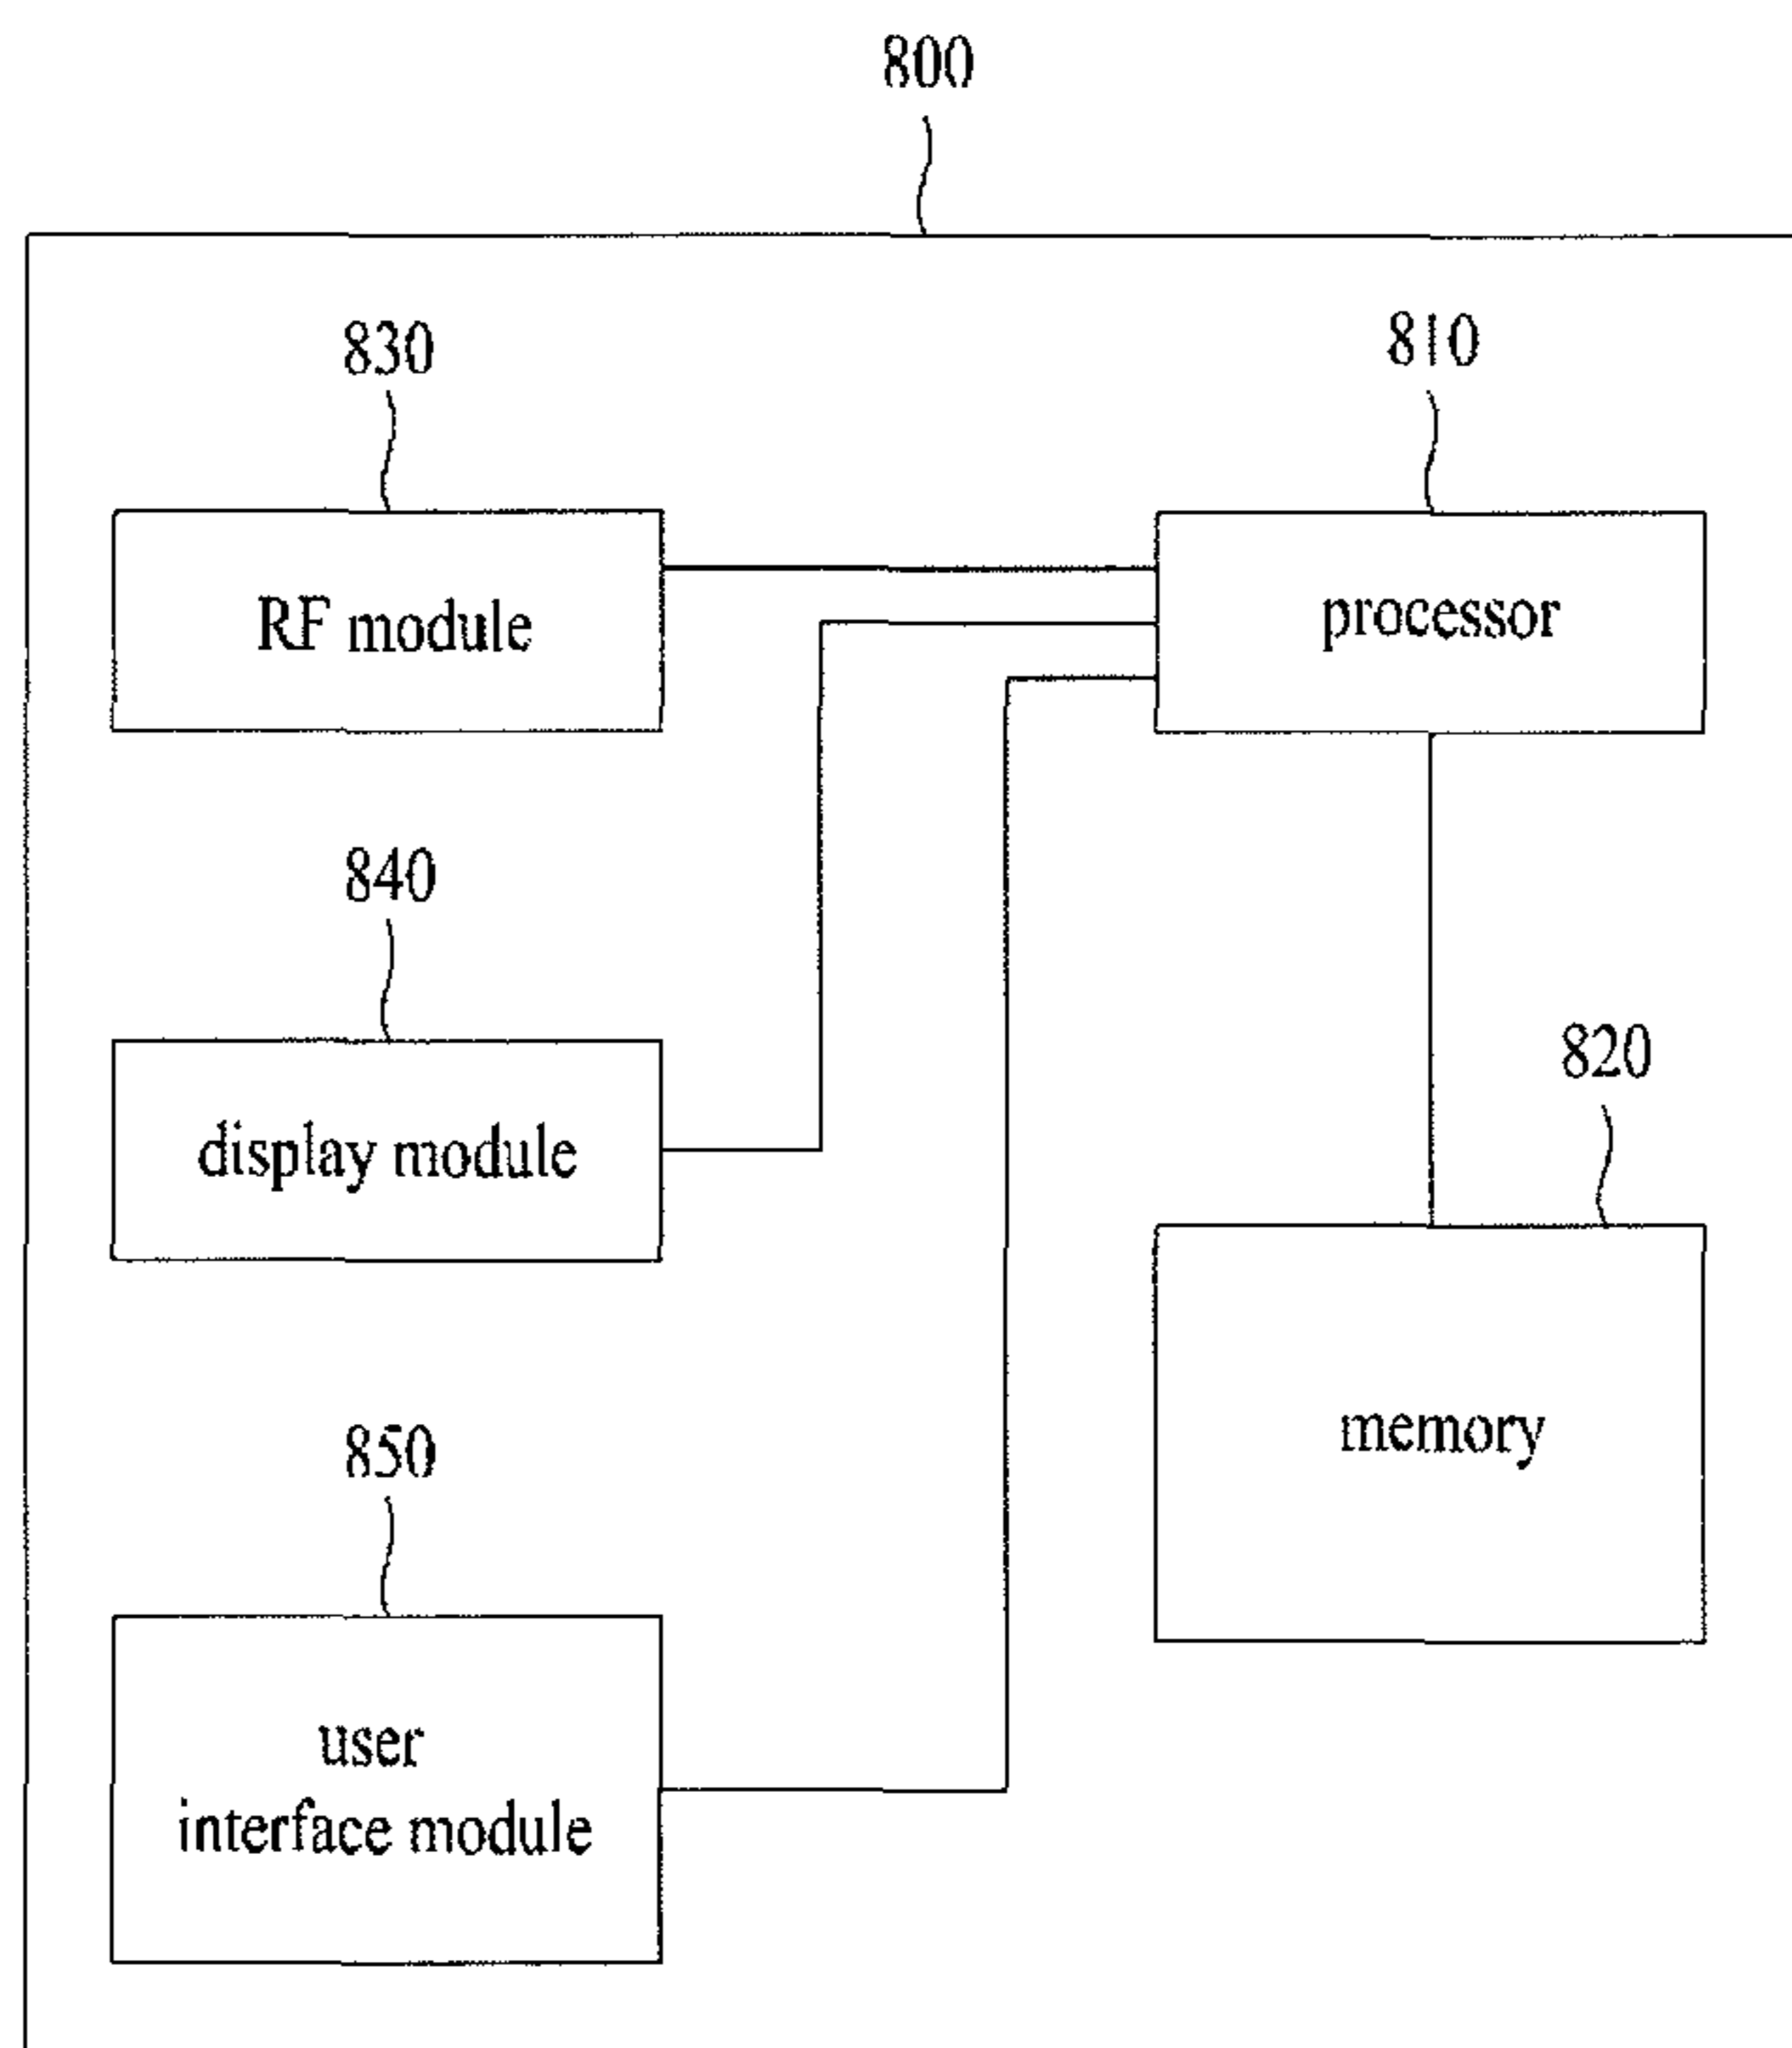 800
830
810
RF module
processor
840
820
display module
memory
850
user
interface module